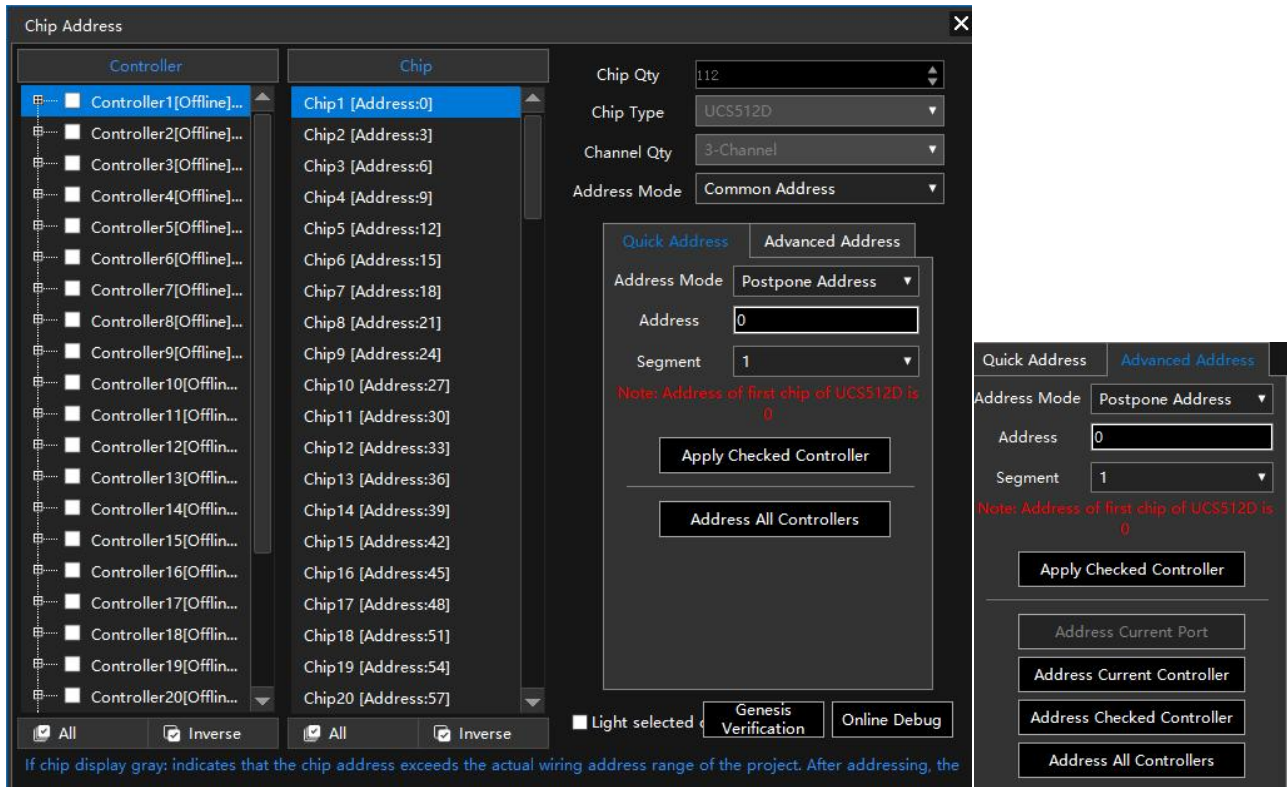 Chip Address
Controller
Controller1[Offline]...
Controller2[Offline]...
Controller3[Offline]...
Controller4[Offline]...
Controller5[Offline]...
Controller6[Offline]...
Controller7[Offline]...
Controller8[Offline]...
Controller9[Offline]...
Controller10[Offlin...
Controller11[Offlin...
Controller12[Offlin...
Controller13[Offlin...
Controller14[Offlin...
Controller15[Offlin...
Controller16[Offlin...
Controller17[Offlin...
Controller18[Offlin...
Controller19[Offlin...
Controller20[Offlin...
All Inverse
Chip
Chip1 [Address:0]
Chip2 [Address:3]
Chip3 [Address:6]
Chip4 [Address:9]
Chip5 [Address:12]
Chip6 [Address:15]
Chip7 [Address:18]
Chip8 [Address:21]
Chip9 [Address:24]
Chip10 [Address:27]
Chip11 [Address:30]
Chip12 [Address:33]
Chip13 [Address:36]
Chip14 [Address:39]
Chip15 [Address:42]
Chip16 [Address:45]
Chip17 [Address:48]
Chip18 [Address:51]
Chip19 [Address:54]
Chip20 [Address:57]
All Inverse
Chip Qty 112
Chip Type UCS512D
Channel Qty 3-Channel
Address Mode Common Address
Quick Address Advanced Address
Address Mode Postpone Address
Address 0
Segment 1
Note: Address of first chip of UCS512D is
0
Apply Checked Controller
Address All Controllers
Light selected
Genesis
Verification
Online Debug
If chip display gray: indicates that the chip address exceeds the actual wiring address range of the project. After addressing, the
Quick Address Advanced Address
Address Mode Postpone Address
Address 0
Segment 1
Note: Address of first chip of UCS512D is
0
Apply Checked Controller
Address Current Port
Address Current Controller
Address Checked Controller
Address All Controllers